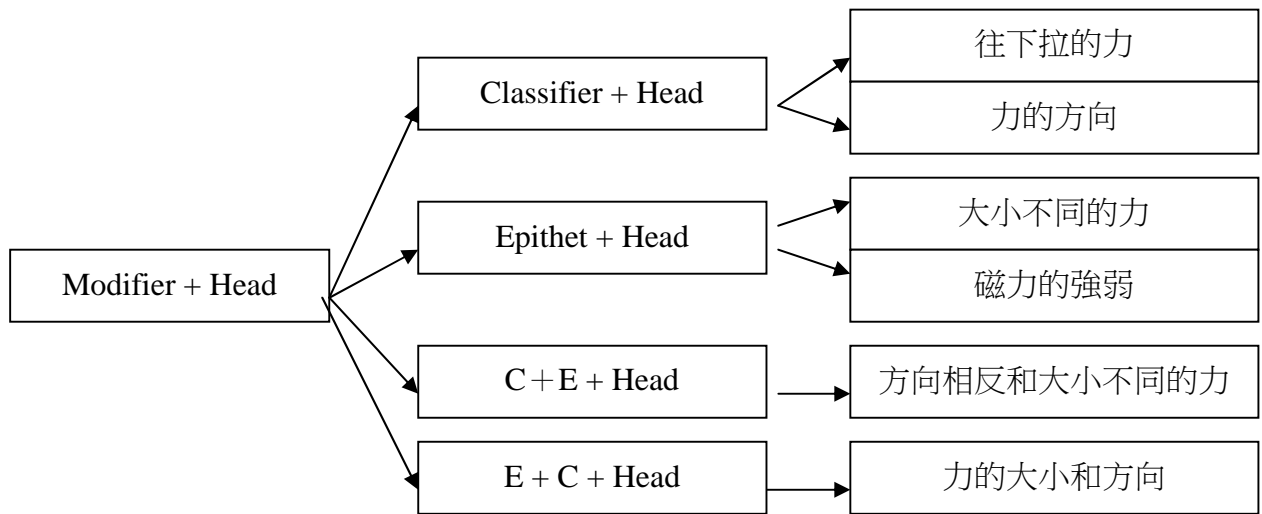 Modifier + Head
Classifier + Head
往下拉的力
力的方向
Epithet + Head
大小不同的力
磁力的強弱
C＋E + Head
方向相反和大小不同的力
E + C + Head
力的大小和方向